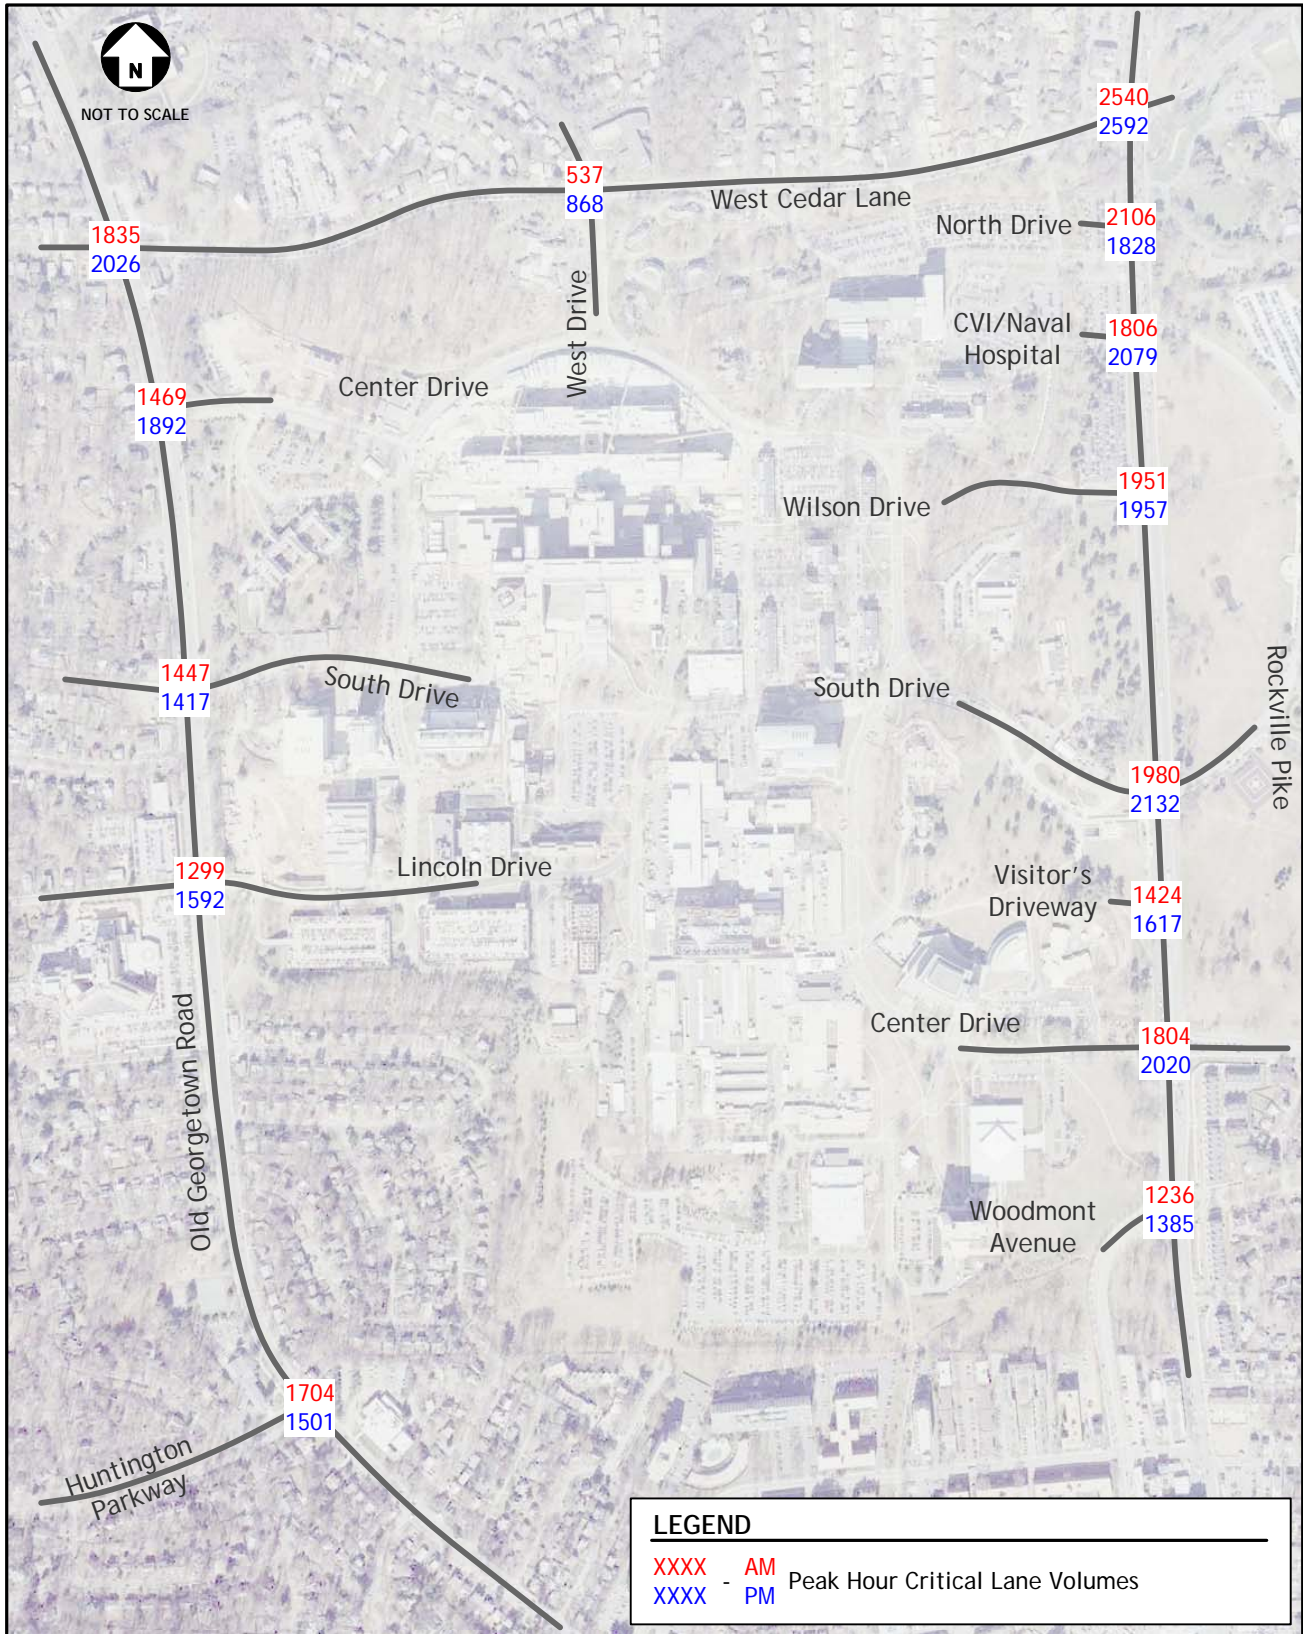 N
NOT TO SCALE
2540
2592
537
868
West Cedar Lane
North Drive
2106
1828
1835
2026
West Drive
CVI/Naval
Hospital
1806
2079
Center Drive
1469
1892
Wilson Drive
1951
1957
1447
1417
South Drive
South Drive
Rockville Pike
1980
2132
1299
1592
Lincoln Drive
Visitor's
Driveway
1424
1617
Old Georgetown Road
Center Drive
1804
2020
Woodmont
Avenue
1236
1385
1704
1501
Huntington
Parkway
LEGEND
XXXX - AM
XXXX PM
Peak Hour Critical Lane Volumes